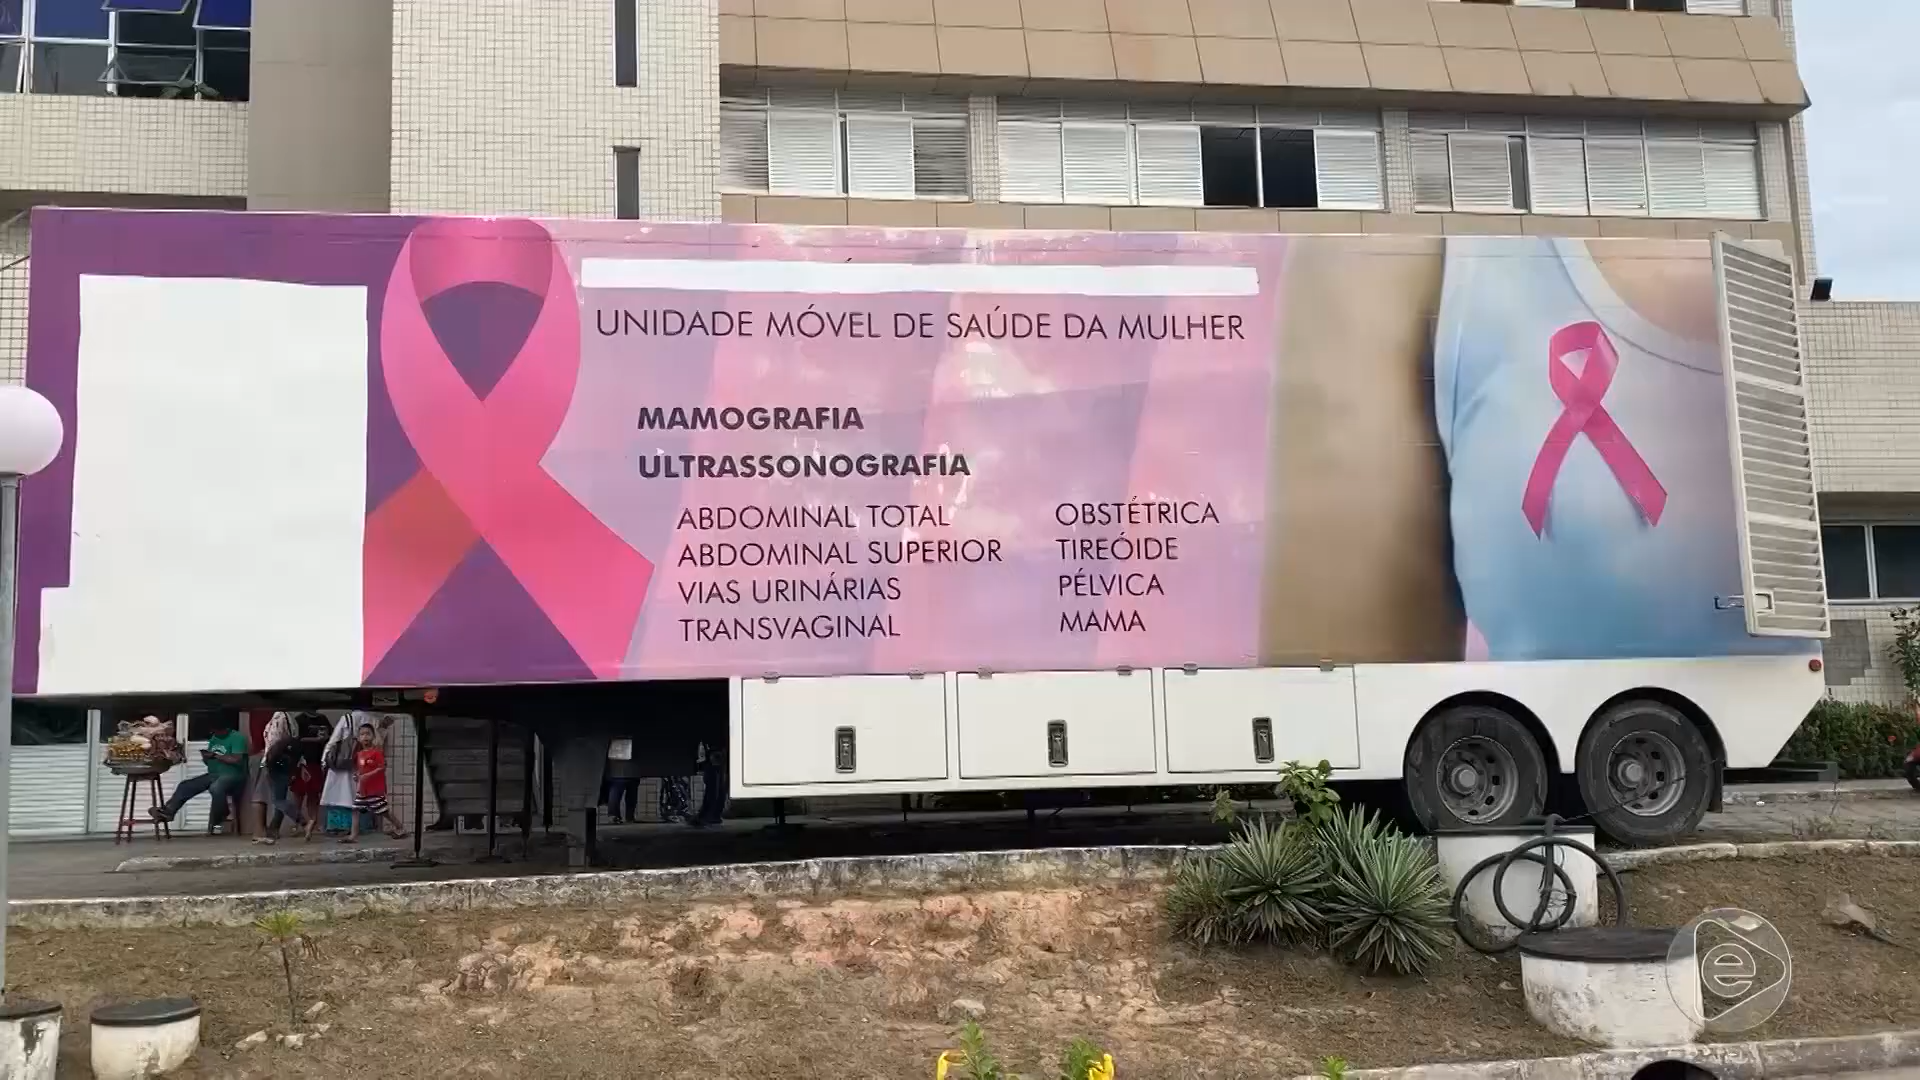 UNIDADE MÓVEL DE SAÚDE DA MULHER
MAMOGRAFIA
ULTRASSONOGRAFIA
ABDOMINAL TOTAL
ABDOMINAL SUPERIOR
VIAS URINÁRIAS
TRANSVAGINAL
OBSTÉTRICA
TIREÓIDE
PÉLVICA
MAMA
e